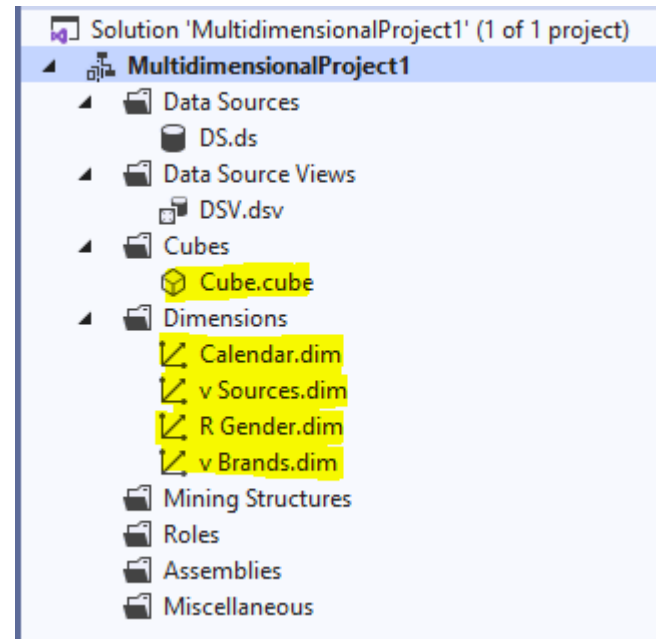 Solution 'MultidimensionalProject1' (1 of 1 project)
MultidimensionalProject1
Data Sources
DS.ds
Data Source Views
DSV.dsv
Cubes
Cube.cube
Dimensions
Calendar.dim
v Sources.dim
R Gender.dim
v Brands.dim
Mining Structures
Roles
Assemblies
Miscellaneous